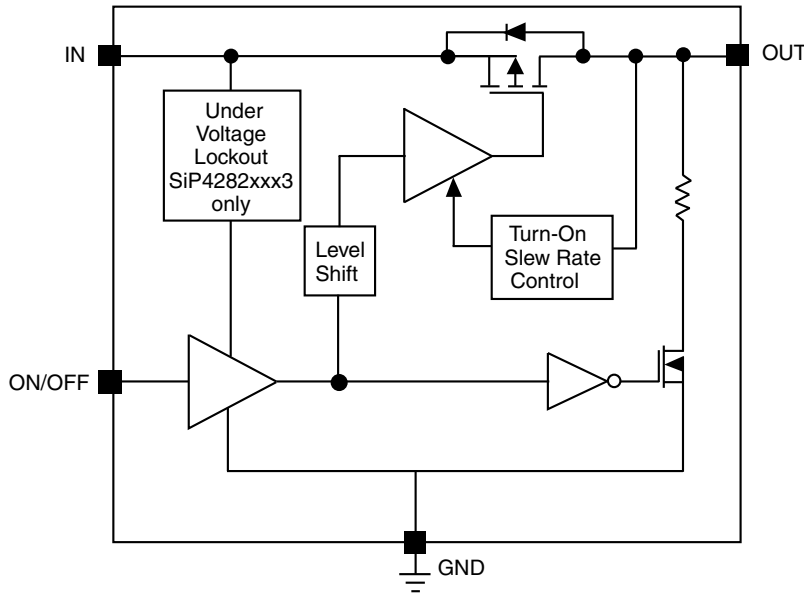 IN
OUT
Under
Voltage
Lockout
SiP4282xxx3
only
Level
Shift
Turn-On
Slew Rate
Control
ON/OFF
GND